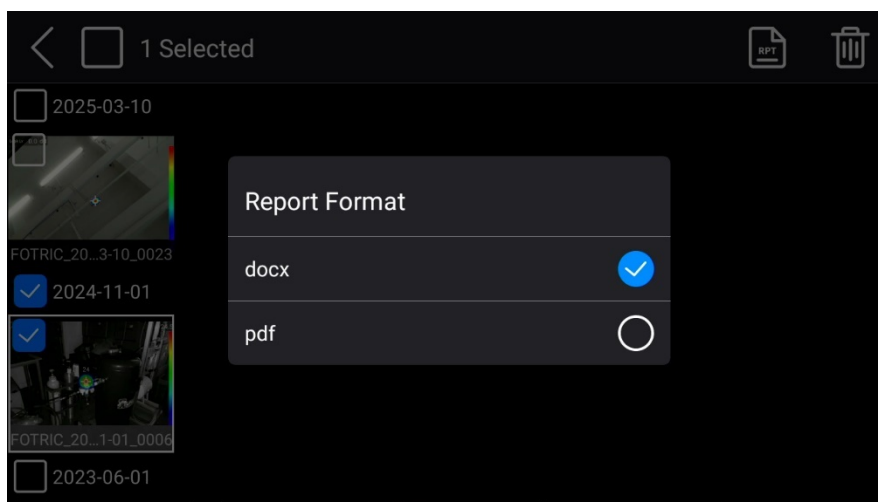 1 Selected
RPT
2025-03-10
FOTRIC_20...3-10_0023
2024-11-01
FOTRIC_20...1-01_0006
2023-06-01
Report Format
docx
pdf